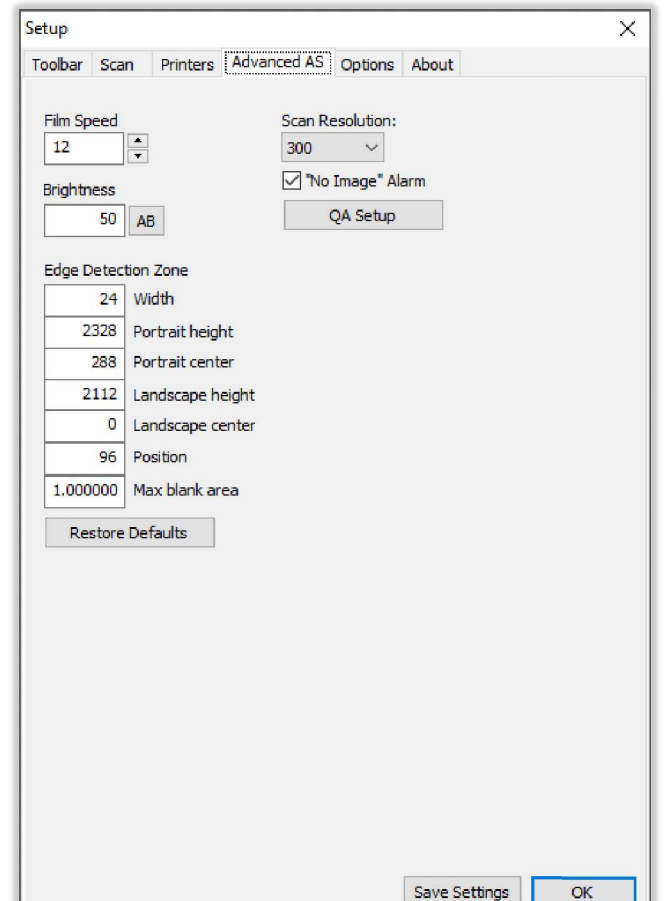 Setup
Toolbar Scan Printers Advanced AS Options About
Film Speed Scan Resolution:
12 300
"No Image" Alarm
Brightness
50 AB QA Setup
Edge Detection Zone
24 Width
2328 Portrait height
288 Portrait center
2112 Landscape height
0 Landscape center
96 Position
1.000000 Max blank area
Restore Defaults
Save Settings OK